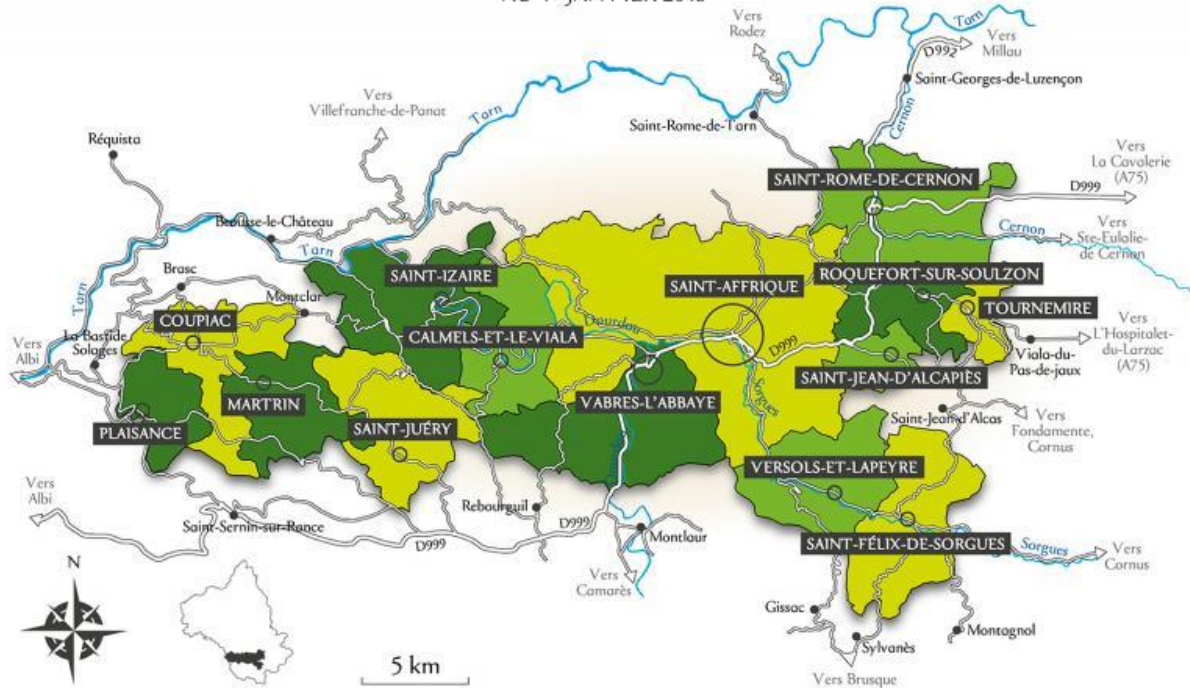 Vers
Rodez
Tarn
D992
Vers
Millau
Saint-Georges-de-Luzençon
Vers
Villefranche-de-Panat
Tarn
Cernon
Saint-Rome-de-Tarn
Réquista
Vers
La Cavalerie
(A75)
SAINT-ROME-DE-CERNON
D999
Brousse-le-Château
Cernon
Vers
Ste-Eulalie-
de Cernon
Tarn
Tarn
Brasc
SAINT-IZAIRE
ROQUEFORT-SUR-SOULZON
SAINT-AFFRIQUE
Montclar
TOURNEMIRE
COUPIAC
Dourdou
La Bastide
Solages
CALMELS-ET-LE-VIALA
Vers
L'Hospitalet-
du-Larzac
(A75)
Vers
Albi
D999
Viala-du-
Pas-de-jaux
SAINT-JEAN-D'ALCAPIÈS
MARTRIN
VABRES-L'ABBAYE
Sorgues
Saint-Jean-d'Alcas
PLAISANCE
SAINT-JUÉRY
Vers
Fondamente,
Cornus
VERSOLS-ET-LAPEYRE
Vers
Albi
Rebourguil
Saint-Sernin-sur-Rance
D999
D999
Montlaur
SAINT-FÉLIX-DE-SORGUES
Sorgues
Vers
Cornus
N
Vers
Camarès
Gissac
Montagnol
Sylvanès
5 km
Vers Brusque